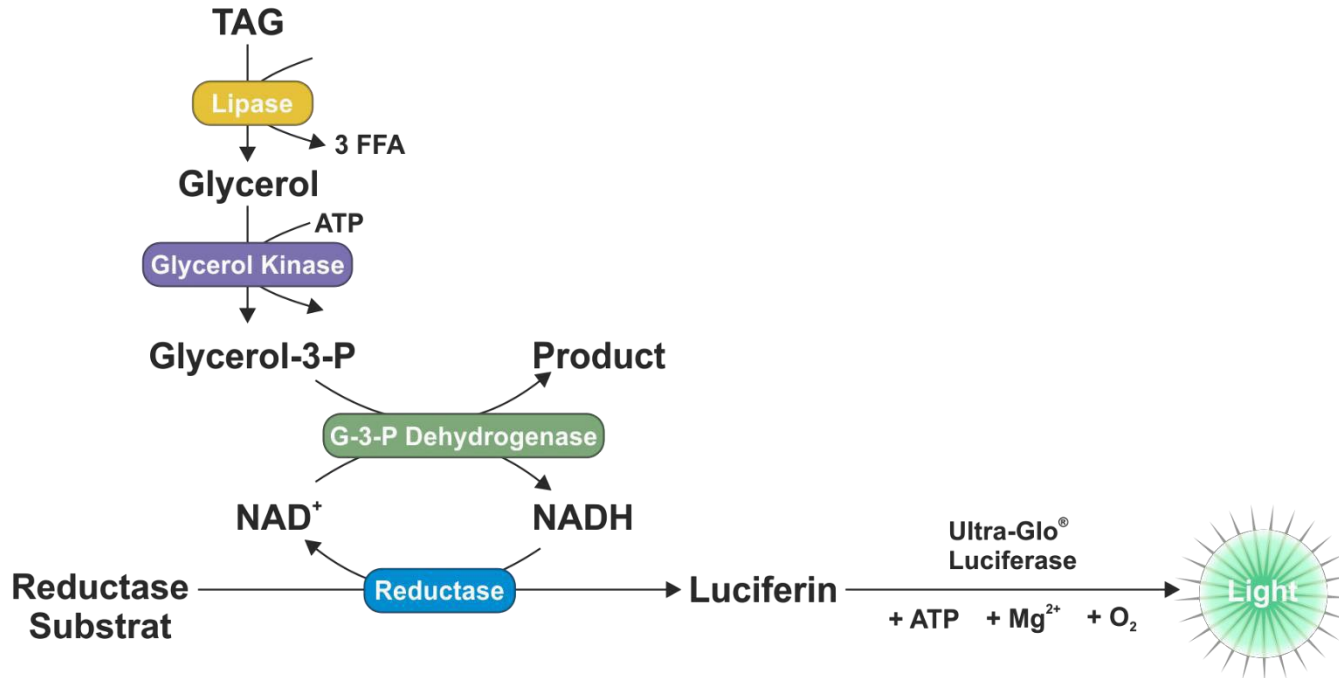 TAG
Lipase
3 FFA
Glycerol
ATP
Glycerol Kinase
Glycerol-3-P
Product
G-3-P Dehydrogenase
NAD⁺
NADH
Reductase
Substrat
Reductase
Luciferin
Ultra-Glo®
Luciferase
+ ATP + Mg²⁺ + O₂
Light